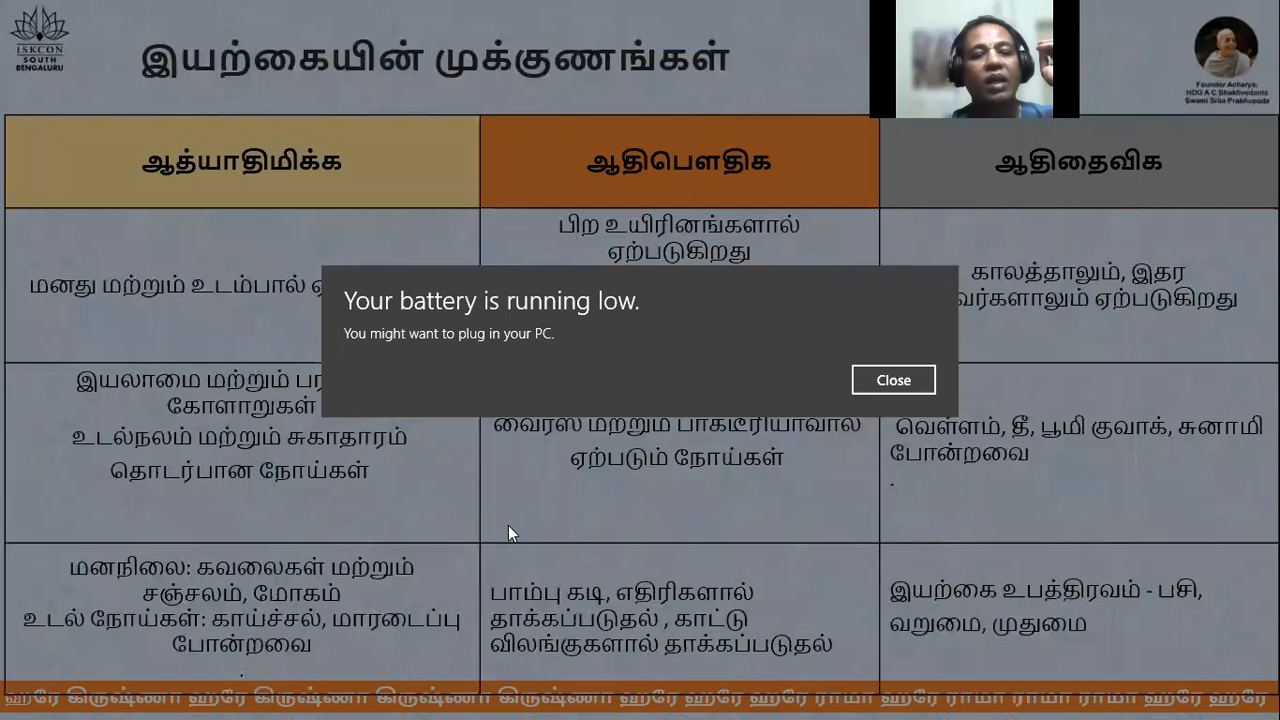 ISKCON
SOUTH
BENGALURU
இயற்கையின் முக்குணங்கள்
Founder Acharya:
HDG A C Bhaktivedanta
Swami Srila Prabhupada
ஆத்யாதிமிக்க
ஆதிபௌதிக
ஆதிதைவிக
மனது மற்றும் உடம்பால்
பிற உயிரினங்களால்
ஏற்படுகிறது
காலத்தாலும், இதர
வர்களாலும் ஏற்படுகிறது
Your battery is running low.
You might want to plug in your PC.
Close
இயலாமை மற்றும்
கோளாறுகள்
உடல்நலம் மற்றும் சுகாதாரம்
தொடர்பான நோய்கள்
வைரஸ் மற்றும் பாக்டீரியாவால்
ஏற்படும் நோய்கள்
வெள்ளம், தீ, பூமி குவாக், சுனாமி
போன்றவை
.
மனநிலை: கவலைகள் மற்றும்
சஞ்சலம், மோகம்
உடல் நோய்கள்: காய்ச்சல், மாரடைப்பு
போன்றவை
.
பாம்பு கடி, எதிரிகளால்
தாக்கப்படுதல் , காட்டு
விலங்குகளால் தாக்கப்படுதல்
இயற்கை உபத்திரவம் - பசி,
வறுமை, முதுமை
ஹரே கிருஷ்ணா ஹரே கிருஷ்ணா கிருஷ்ணா கிருஷ்ணா ஹரே ஹரே ஹரே ராமா ஹரே ராமா ராமா ராமா ஹரே ஹரே